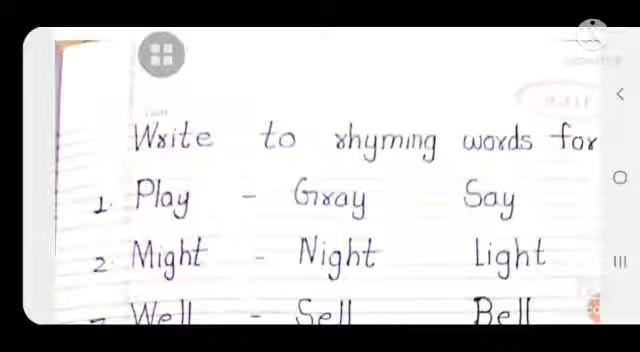 Write to rhyming words for
1. Play - Gray Say
2. Might - Night Light
Well - Sell Bell